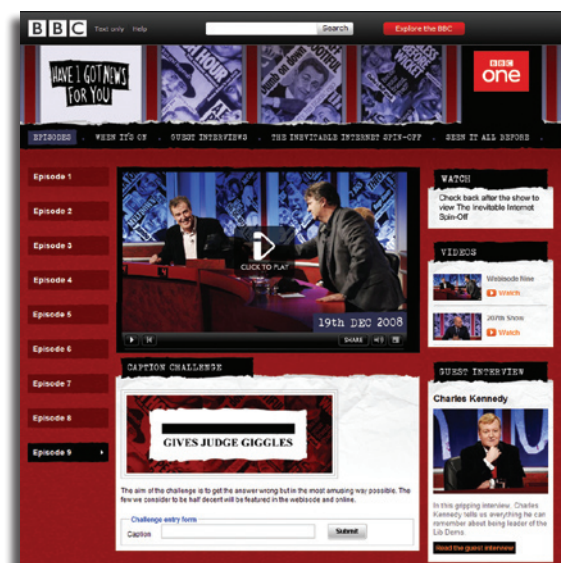 BBC Text only Help Search Explore the BBC
HAVE I GOT NEWS
FOR YOU
BBC
one
EPISODES WHEN IT'S ON GUEST INTERVIEWS THE INEVITABLE INTERNET SPIN-OFF SEEN IT ALL BEFORE
Episode 1
Episode 2
Episode 3
Episode 4
Episode 5
Episode 6
Episode 7
Episode 8
Episode 9
CLICK TO PLAY
19th DEC 2008
SHARE
CAPTION CHALLENGE
GIVES JUDGE GIGGLES
The aim of the challenge is to get the answer wrong but in the most amusing way possible. The
few we consider to be half decent will be featured in the webisode and online.
Challenge entry form
Caption Submit
WATCH
Check back after the show to
view The Inevitable Internet
Spin-Off
VIDEOS
Webisode Nine
Watch
207th Show
Watch
GUEST INTERVIEW
Charles Kennedy
In this gripping interview, Charles
Kennedy tells us everything he can
remember about being leader of the
Lib Dems.
Read the guest interview